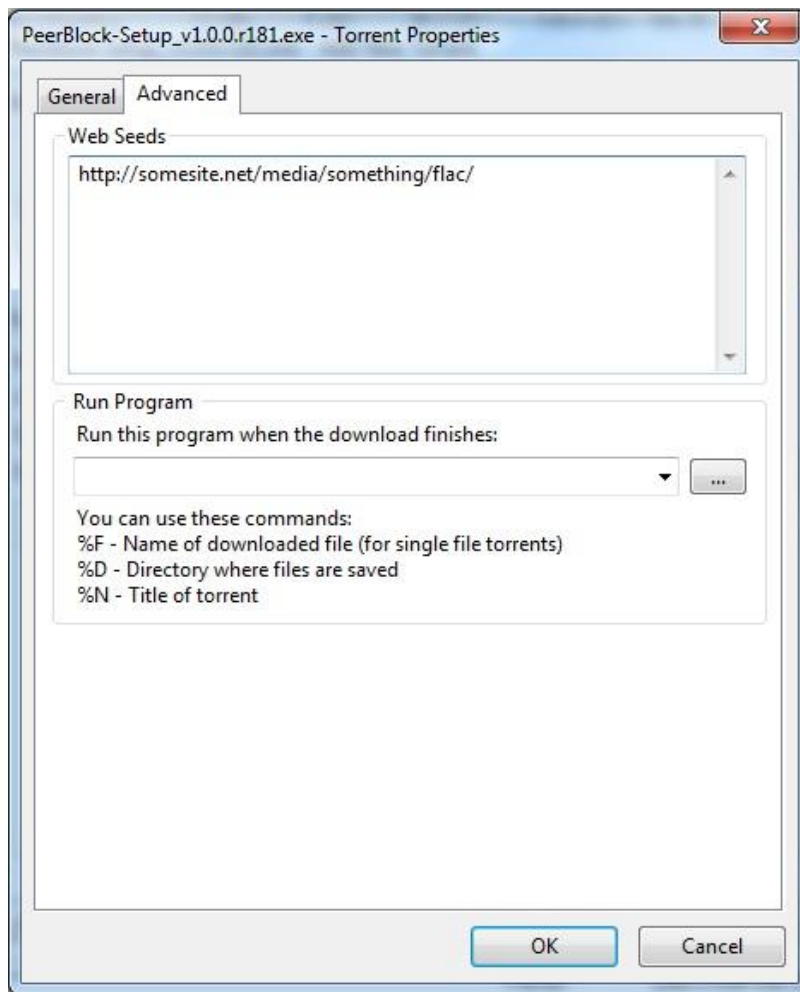 PeerBlock-Setup_v1.0.0.r181.exe - Torrent Properties
General Advanced
Web Seeds
http://somesite.net/media/something/flac/
Run Program
Run this program when the download finishes:
...
You can use these commands:
%F - Name of downloaded file (for single file torrents)
%D - Directory where files are saved
%N - Title of torrent
OK Cancel